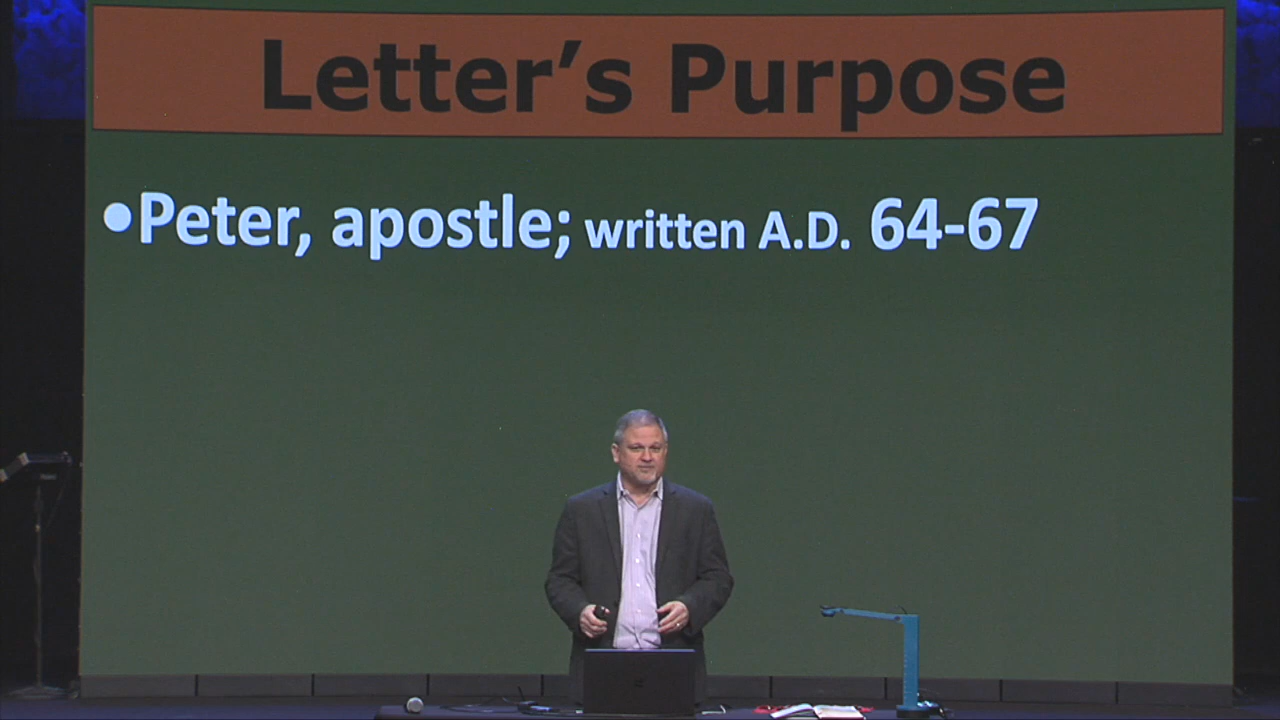 Letter’s Purpose
•Peter, apostle; written A.D. 64-67